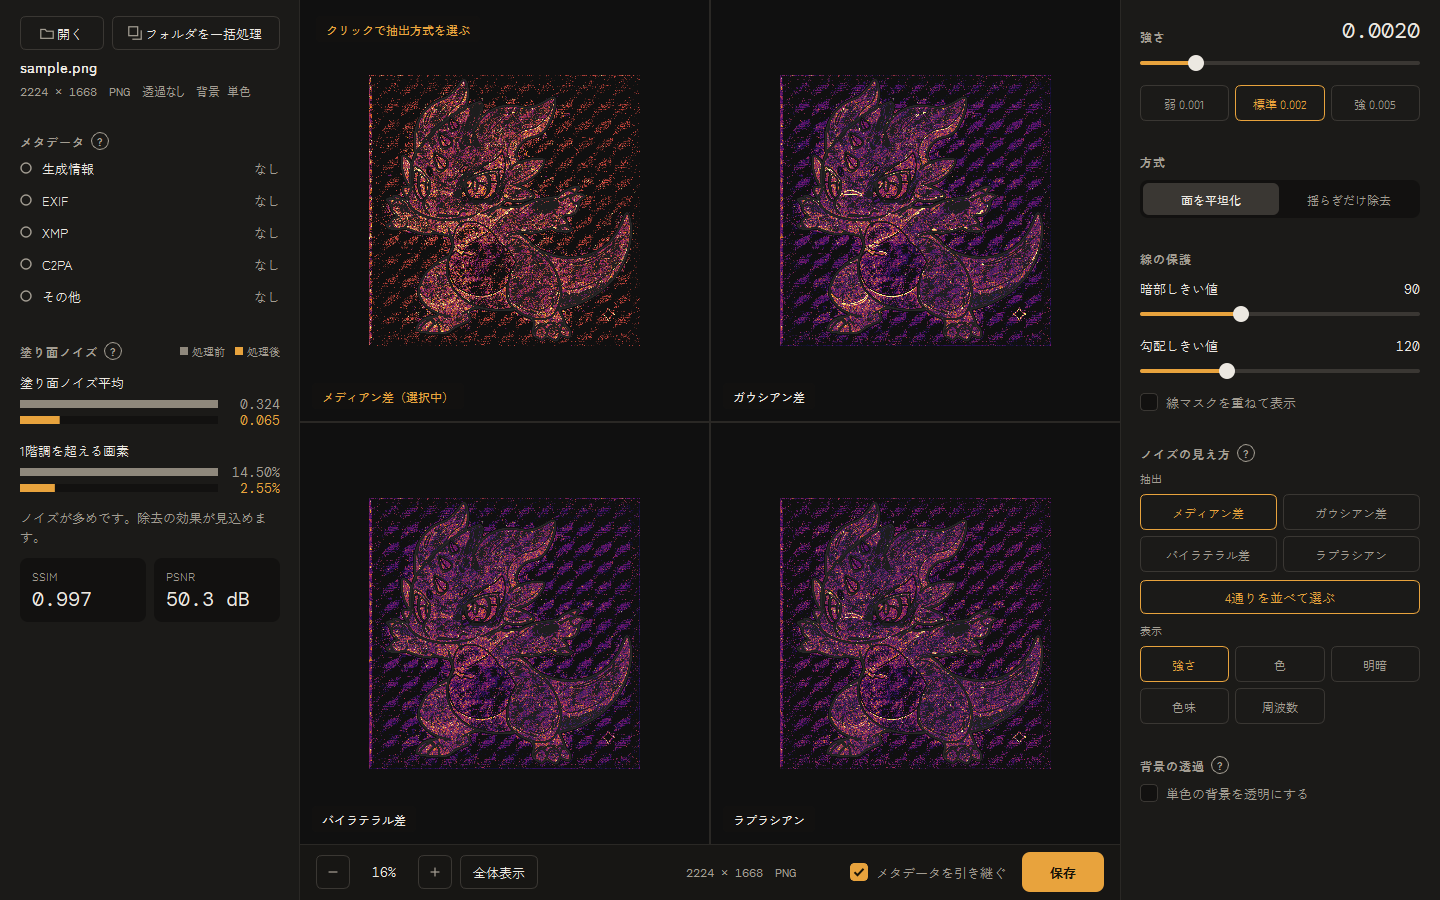 開く
フォルダを一括処理
sample.png
2224 × 1668 PNG 透過なし 背景 単色
メタデータ ?
生成情報 なし
EXIF なし
XMP なし
C2PA なし
その他 なし
塗り面ノイズ ? 処理前 処理後
塗り面ノイズ平均
0.324
0.065
1階調を超える画素
14.50%
2.55%
ノイズが多めです。除去の効果が見込めま
す。
SSIM
0.997
PSNR
50.3 dB
クリックで抽出方式を選ぶ
メディアン差（選択中）
ガウシアン差
バイラテラル差
ラプラシアン
− 16% + 全体表示
2224 × 1668 PNG
メタデータを引き継ぐ
保存
強さ 0.0020
弱 0.001
標準 0.002
強 0.005
方式
面を平坦化
揺らぎだけ除去
線の保護
暗部しきい値 90
勾配しきい値 120
線マスクを重ねて表示
ノイズの見え方 ?
抽出
メディアン差
ガウシアン差
バイラテラル差
ラプラシアン
4通りを並べて選ぶ
表示
強さ
色
明暗
色味
周波数
背景の透過 ?
単色の背景を透明にする